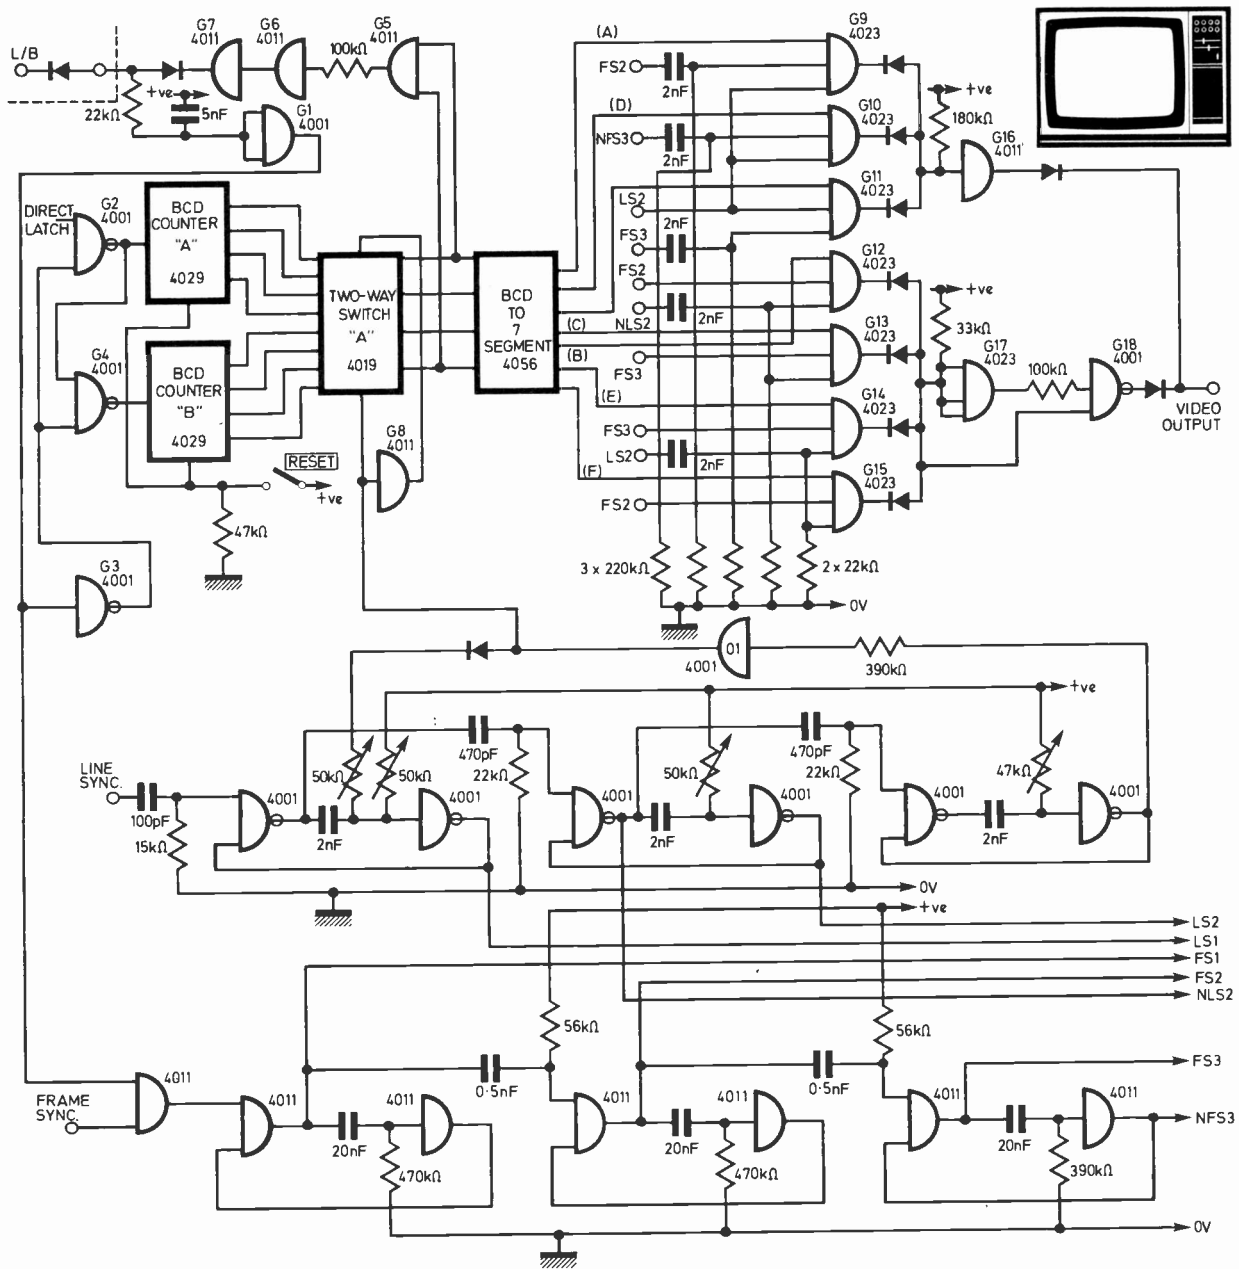 L/B
G7
4011
G6
4011
G5
4011
100kΩ
+ve
22kΩ
5nF
G1
4001
DIRECT
LATCH
G2
4001
BCD
COUNTER
"A"
4029
G4
4001
BCD
COUNTER
"B"
4029
TWO-WAY
SWITCH
"A"
4019
G8
4011
RESET
+ve
47kΩ
G3
4001
BCD
TO
7
SEGMENT
4056
(A)
FS2
2nF
(D)
NFS3
2nF
LS2
2nF
FS3
FS2
NLS2
2nF
(C)
(B)
FS3
(E)
FS3
LS2
2nF
(F)
FS2
G9
4023
G10
4023
G11
4023
G12
4023
G13
4023
G14
4023
G15
4023
+ve
180kΩ
G16
4011
+ve
33kΩ
G17
4023
100kΩ
G18
4001
VIDEO
OUTPUT
3 x 220kΩ
2 x 22kΩ
0V
01
4001
390kΩ
+ve
LINE
SYNC.
100pF
15kΩ
4001
2nF
50kΩ
50kΩ
4001
470pF
22kΩ
4001
2nF
50kΩ
4001
470pF
22kΩ
4001
2nF
47kΩ
4001
0V
+ve
LS2
LS1
FS1
FS2
NLS2
FS3
NFS3
0V
56kΩ
0·5nF
56kΩ
0·5nF
FRAME
SYNC.
4011
4011
20nF
4011
470kΩ
4011
20nF
4011
470kΩ
4011
20nF
4011
390kΩ